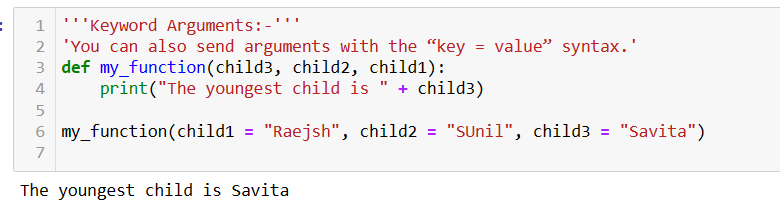 1 '''Keyword Arguments:-'''
2 'You can also send arguments with the “key = value” syntax.'
3 def my_function(child3, child2, child1):
4     print("The youngest child is " + child3)
5
6 my_function(child1 = "Raejsh", child2 = "SUnil", child3 = "Savita")
7
The youngest child is Savita